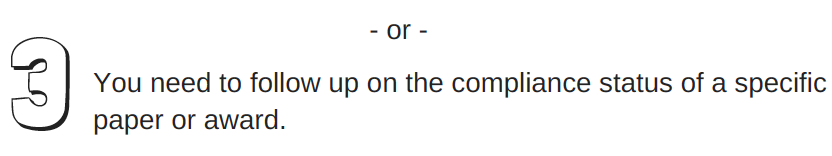 - or -
3
You need to follow up on the compliance status of a specific
paper or award.